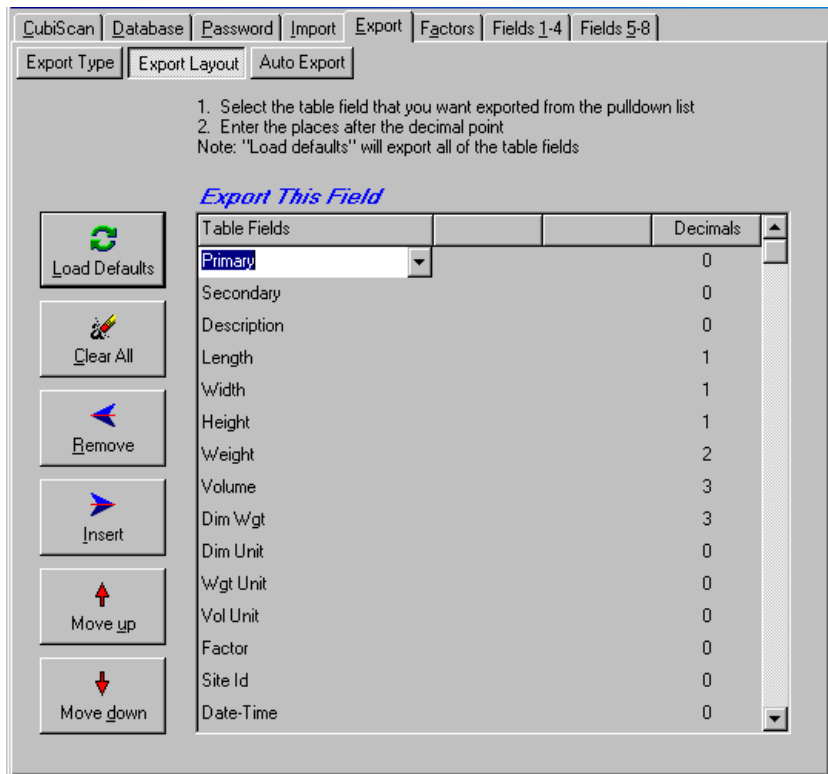 CubiScan Database Password Import Export Factors Fields 1-4 Fields 5-8
Export Type Export Layout Auto Export
1. Select the table field that you want exported from the pulldown list
2. Enter the places after the decimal point
Note: "Load defaults" will export all of the table fields
Export This Field
Table Fields Decimals
Primary 0
Secondary 0
Description 0
Length 1
Width 1
Height 1
Weight 2
Volume 3
Dim Wgt 3
Dim Unit 0
Wgt Unit 0
Vol Unit 0
Factor 0
Site Id 0
Date-Time 0
Load Defaults
Clear All
Remove
Insert
Move up
Move down